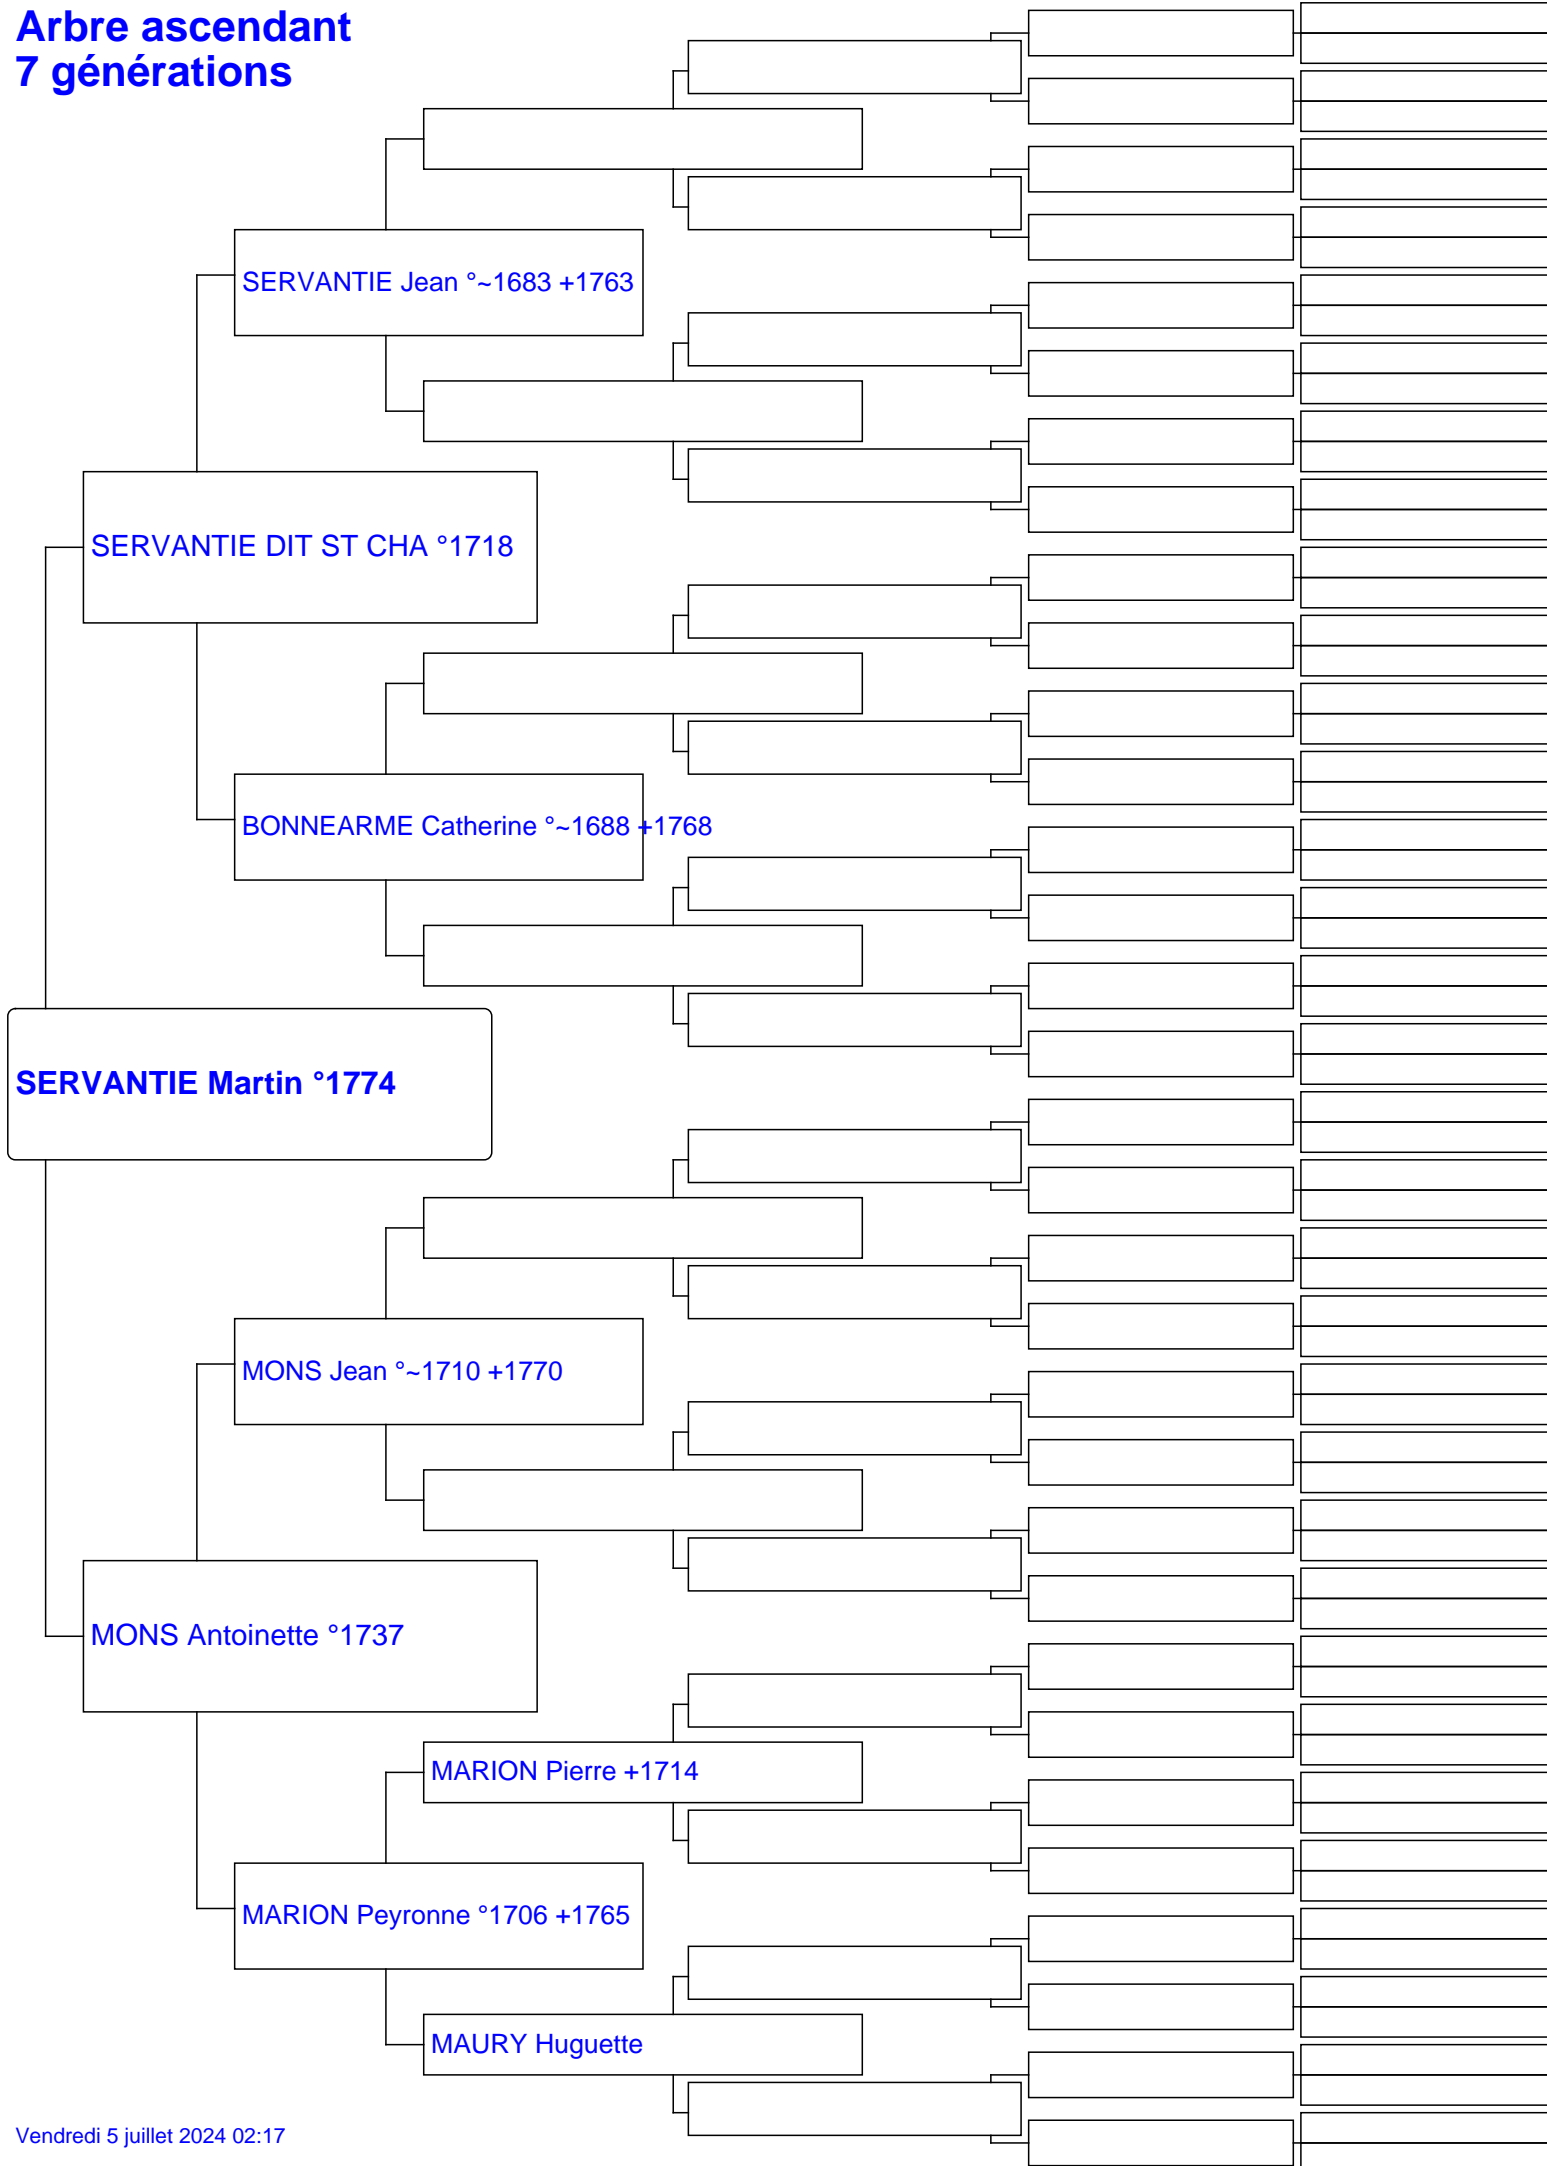 Arbre ascendant
7 générations
SERVANTIE Jean °~1683 +1763
SERVANTIE DIT ST CHA °1718
BONNEARME Catherine °~1688 +1768
SERVANTIE Martin °1774
MONS Jean °~1710 +1770
MONS Antoinette °1737
MARION Pierre +1714
MARION Peyronne °1706 +1765
MAURY Huguette
Vendredi 5 juillet 2024 02:17